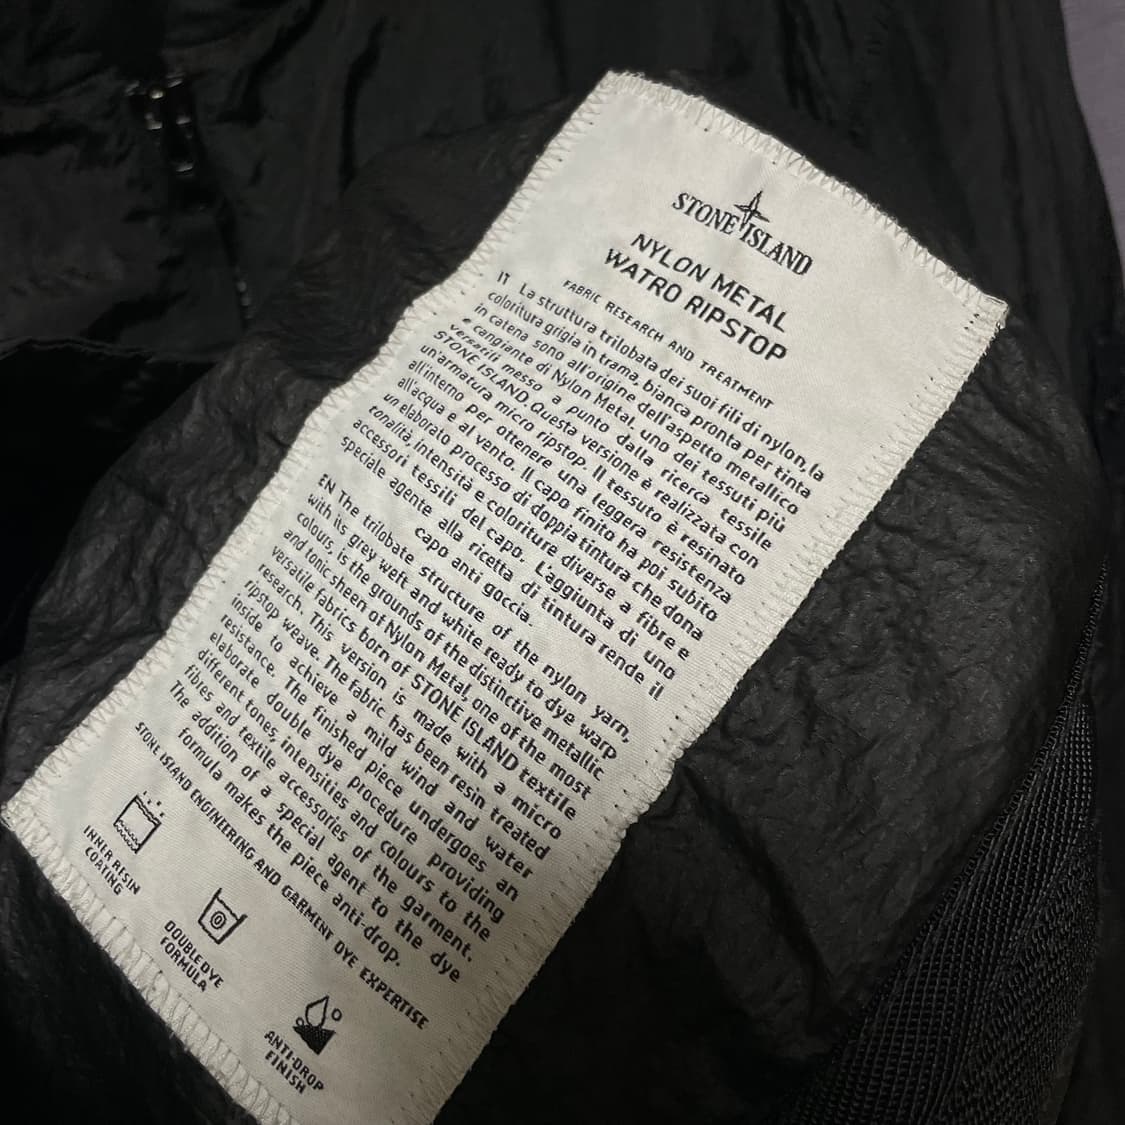 STONE ISLAND
NYLON METAL
WATRO RIPSTOP
FABRIC RESEARCH AND TREATMENT
IT La struttura trilobata dei suoi fili di nylon, la
coloritura grigia in trama, bianca pronta per tinta
in catena sono all'origine dell'aspetto metallico
e cangiante di Nylon Metal, uno dei tessuti più
versatili messo a punto dalla ricerca tessile
STONE ISLAND. Questa versione è realizzata con
un'armatura micro ripstop. Il tessuto è resinato
all'interno per ottenere una leggera resistenza
all'acqua e al vento. Il capo finito ha poi subito
un elaborato processo di doppia tintura che dona
tonalità, intensità e coloriture diverse a fibre e
accessori tessili del capo. L'aggiunta di uno
speciale agente alla ricetta di tintura rende il
capo anti goccia.
EN The trilobate structure of the nylon yarn,
with its grey weft and white ready to dye warp
colours, is the grounds of the distinctive metallic
and tonic sheen of Nylon Metal, one of the most
versatile fabrics born of STONE ISLAND textile
research. This version is made with a micro
ripstop weave. The fabric has been resin treated
inside to achieve a mild wind and water
resistance. The finished piece undergoes an
elaborate double dye procedure providing
different tones, intensities and colours to the
fibres and textile accessories of the garment.
The addition of a special agent to the dye
formula makes the piece anti-drop.
STONE ISLAND ENGINEERING AND GARMENT DYE EXPERTISE
INNER RESIN
COATING
DOUBLE DYE
FORMULA
ANTI-DROP
FINISH